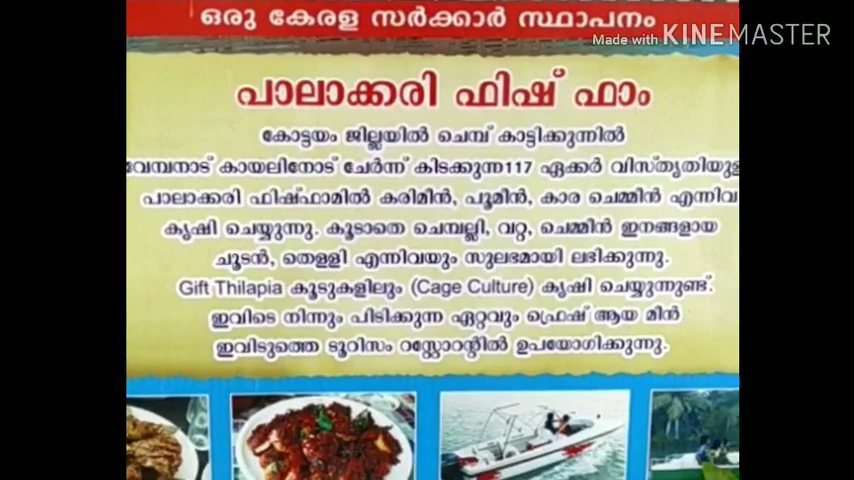 ഒരു കേരള സർക്കാർ സ്ഥാപനം
Made with KINEMASTER
പാലാക്കരി ഫിഷ് ഫാം
കോട്ടയം ജില്ലയിൽ ചെമ്പ് കാട്ടിക്കുന്നിൽ
വേമ്പനാട് കായലിനോട് ചേർന്ന് കിടക്കുന്ന117 ഏക്കർ
പാലാക്കരി ഫിഷ്ഫാമിൽ കരിമീൻ, പൂമീൻ, കാര ചെമ്മീൻ എന്നിവ
കൃഷി ചെയ്യുന്നു. കൂടാതെ ചെമ്പല്ലി, വറ്റ, ചെമ്മീൻ ഇനങ്ങളായ
ചൂടൻ, തെള്ളി എന്നിവയും സുലഭമായി ലഭിക്കുന്നു.
Gift Thilapia കൂടുകളിലും (Cage Culture) കൃഷി ചെയ്യുന്നുണ്ട്.
ഇവിടെ നിന്നും പിടിക്കുന്ന ഏറ്റവും ഫ്രെഷ് ആയ മീൻ
ഇവിടുത്തെ ടൂറിസം റസ്റ്റോറന്റിൽ ഉപയോഗിക്കുന്നു.